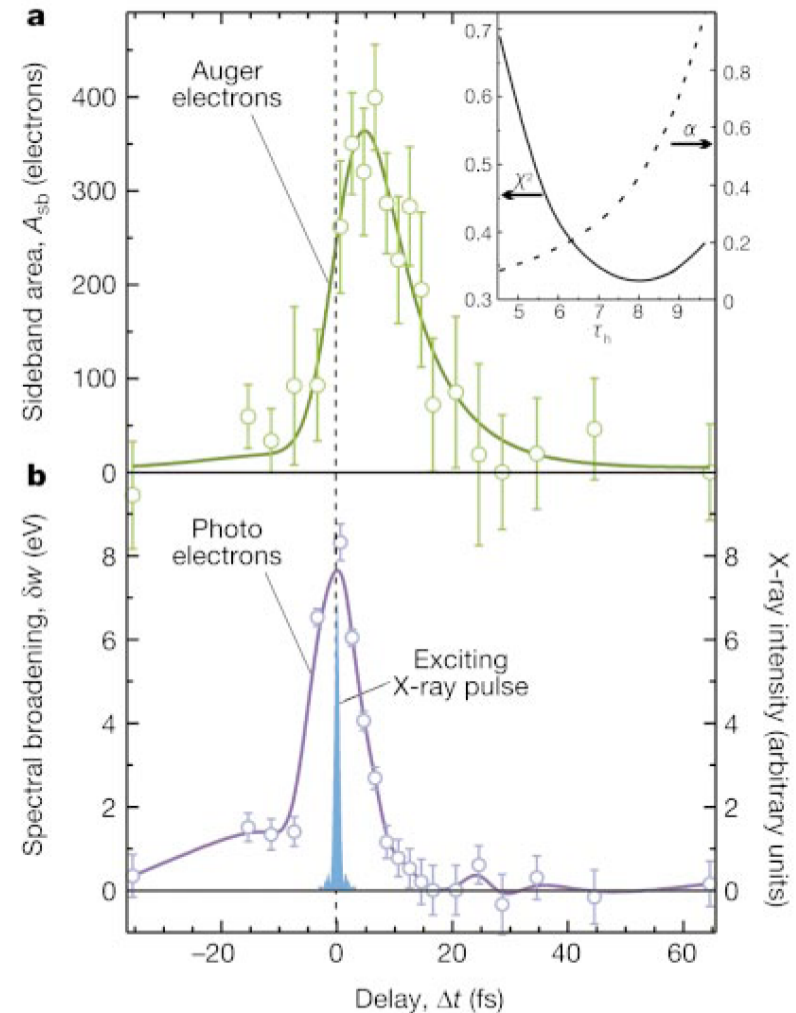 a
Auger
electrons
Sideband area, Asb (electrons)
400
300
200
100
0
0.7
0.6
0.5
0.4
0.3
χ²
α
0.8
0.6
0.4
0.2
0
5 6 7 8 9
τh
b
Photo
electrons
Exciting
X-ray pulse
Spectral broadening, δw (eV)
8
6
4
2
0
8
6
4
2
0
X-ray intensity (arbitrary units)
−20 0 20 40 60
Delay, Δt (fs)